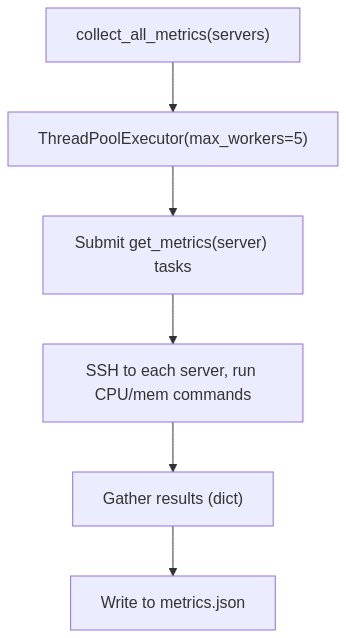 collect_all_metrics(servers)
ThreadPoolExecutor(max_workers=5)
Submit get_metrics(server)
tasks
SSH to each server, run
CPU/mem commands
Gather results (dict)
Write to metrics.json